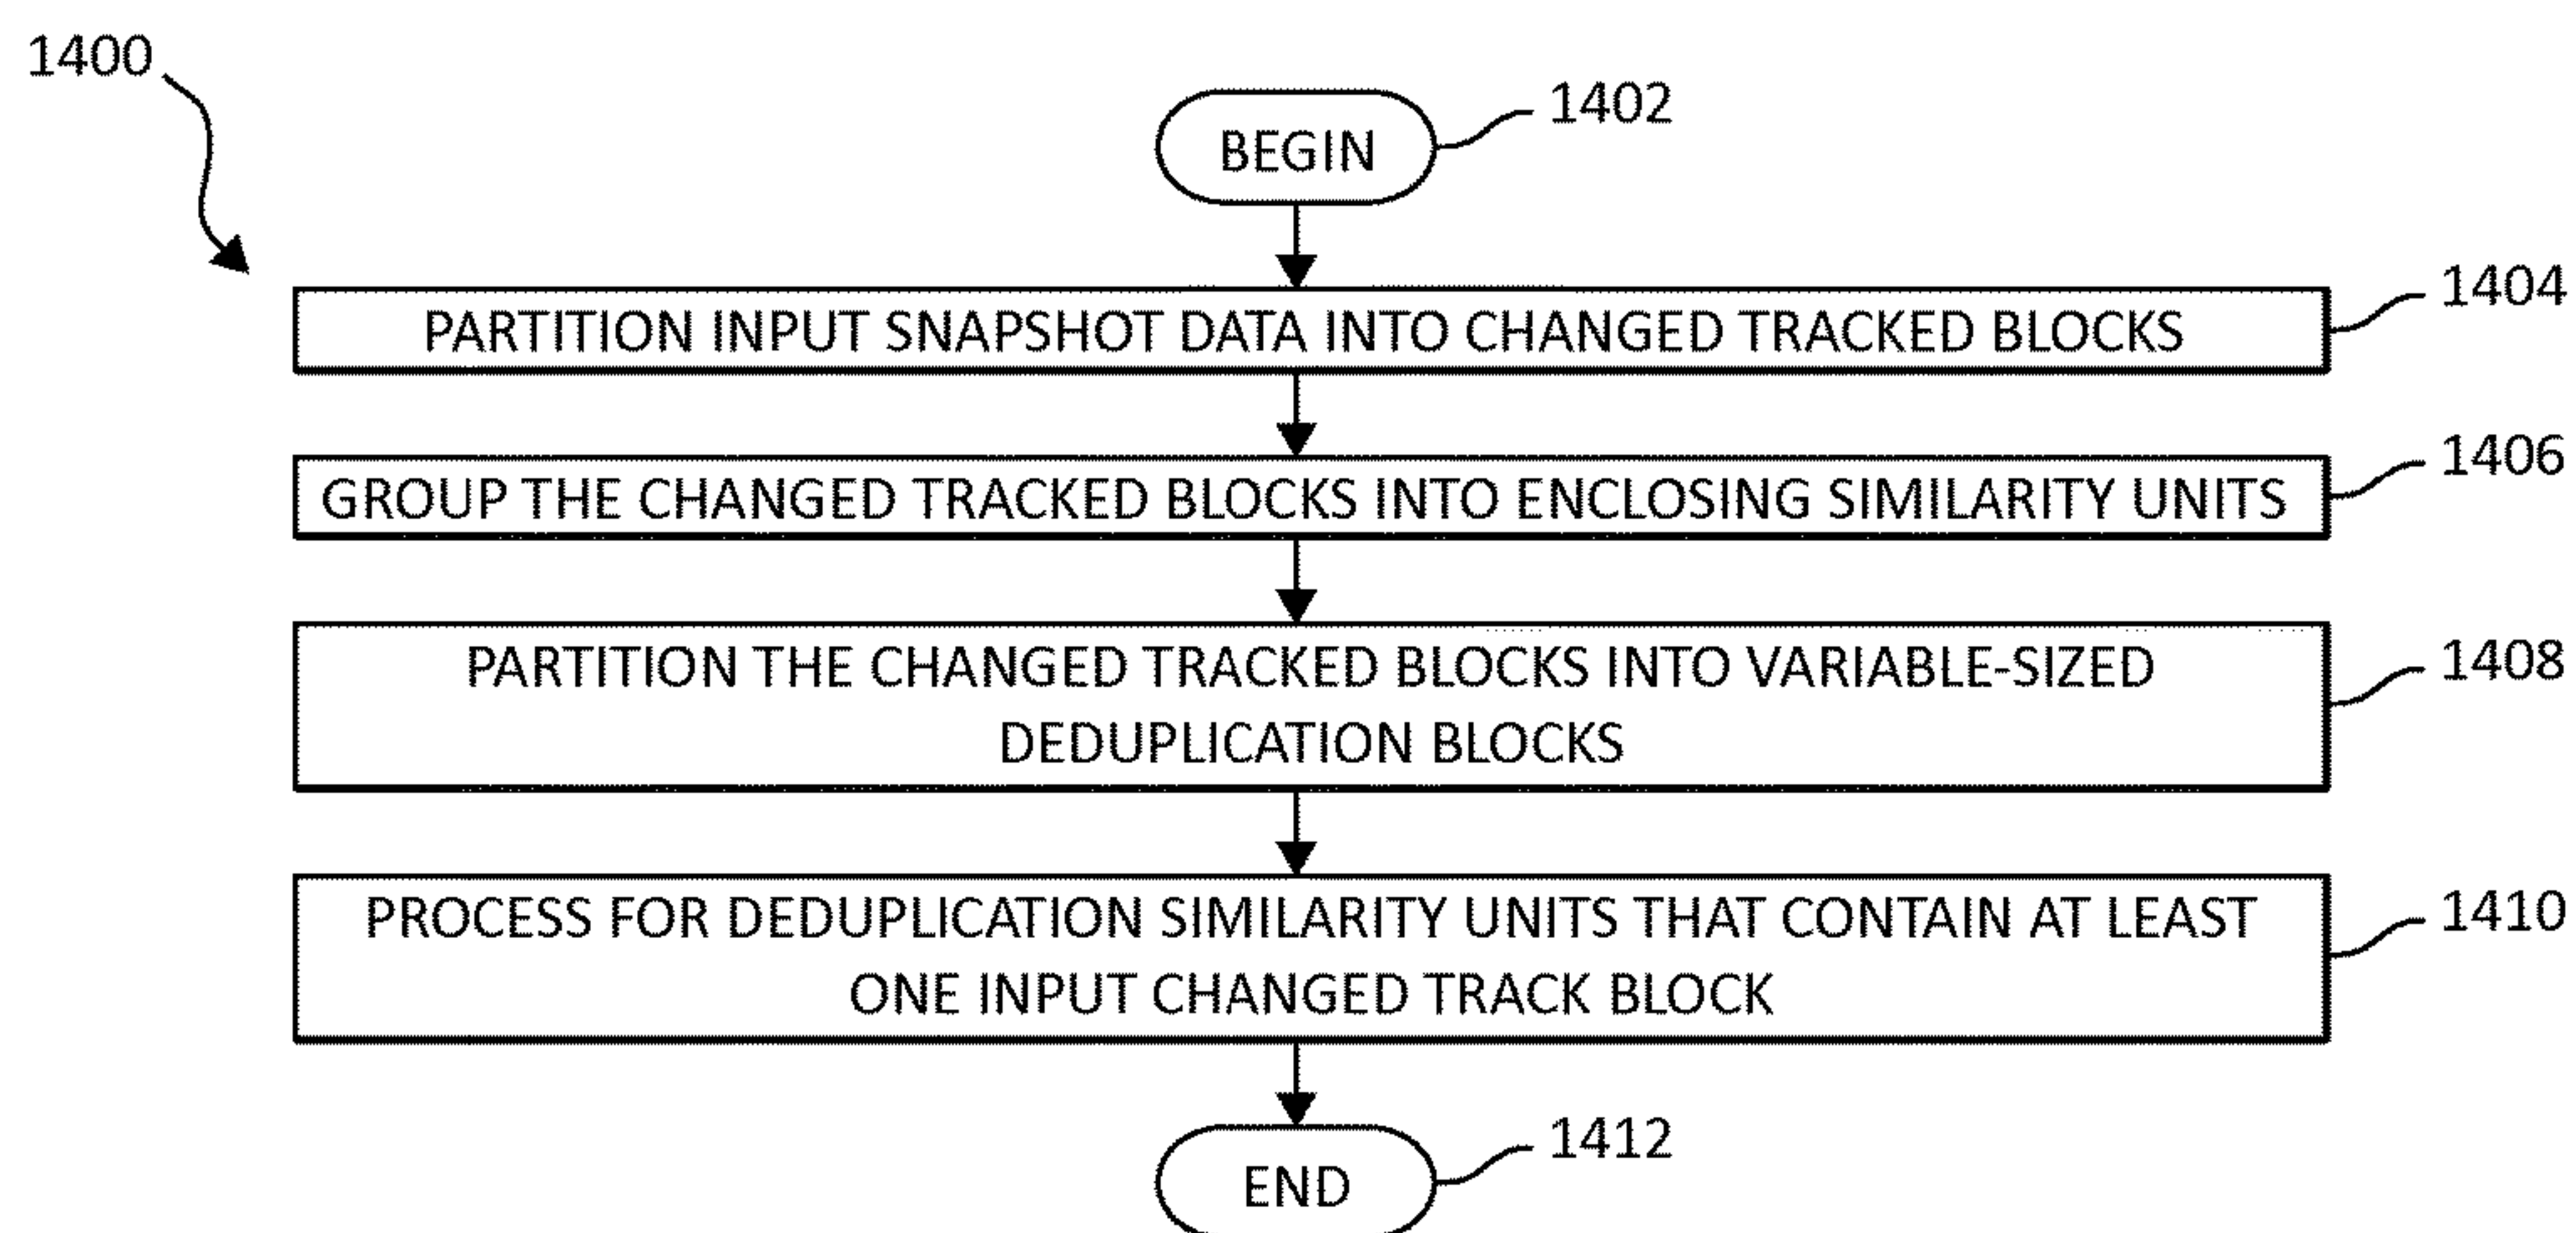 1400
BEGIN
1402
PARTITION INPUT SNAPSHOT DATA INTO CHANGED TRACKED BLOCKS
1404
GROUP THE CHANGED TRACKED BLOCKS INTO ENCLOSING SIMILARITY UNITS
1406
PARTITION THE CHANGED TRACKED BLOCKS INTO VARIABLE-SIZED
DEDUPLICATION BLOCKS
1408
PROCESS FOR DEDUPLICATION SIMILARITY UNITS THAT CONTAIN AT LEAST
ONE INPUT CHANGED TRACK BLOCK
1410
END
1412